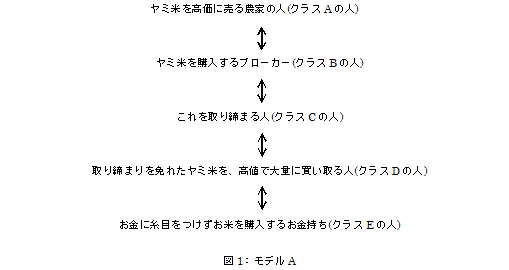 ヤミ米を高価に売る農家の人(クラスAの人)
ヤミ米を購入するブローカー(クラスBの人)
これを取り締まる人(クラスCの人)
取り締まりを免れたヤミ米を、高値で大量に買い取る人(クラスDの人)
お金に糸目をつけずお米を購入するお金持ち(クラスEの人)
図1: モデルA